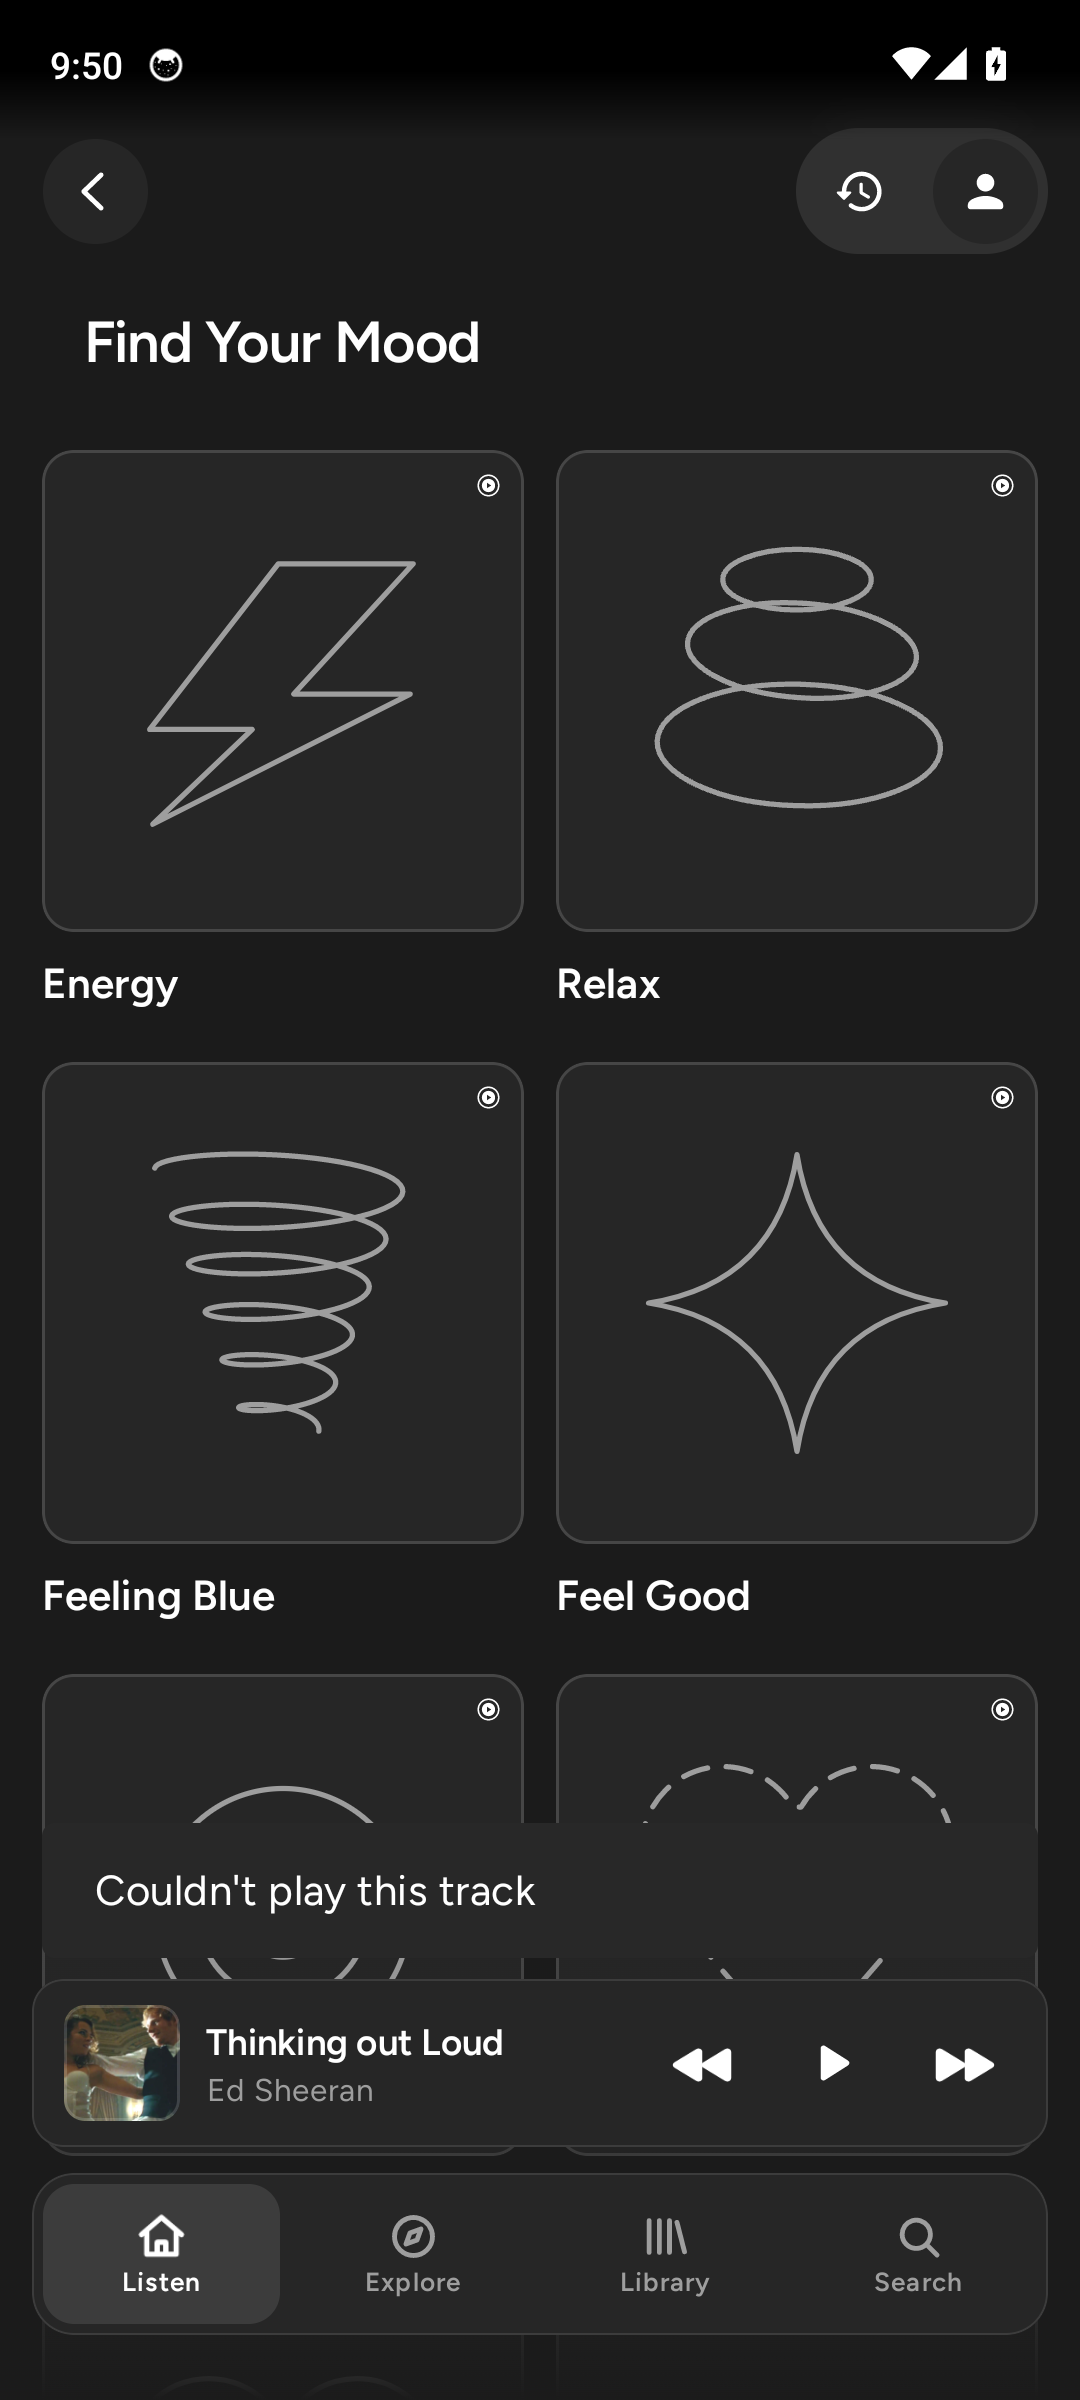 9:50
Find Your Mood
Energy
Relax
Feeling Blue
Feel Good
Couldn't play this track
Thinking out Loud
Ed Sheeran
Listen
Explore
Library
Search